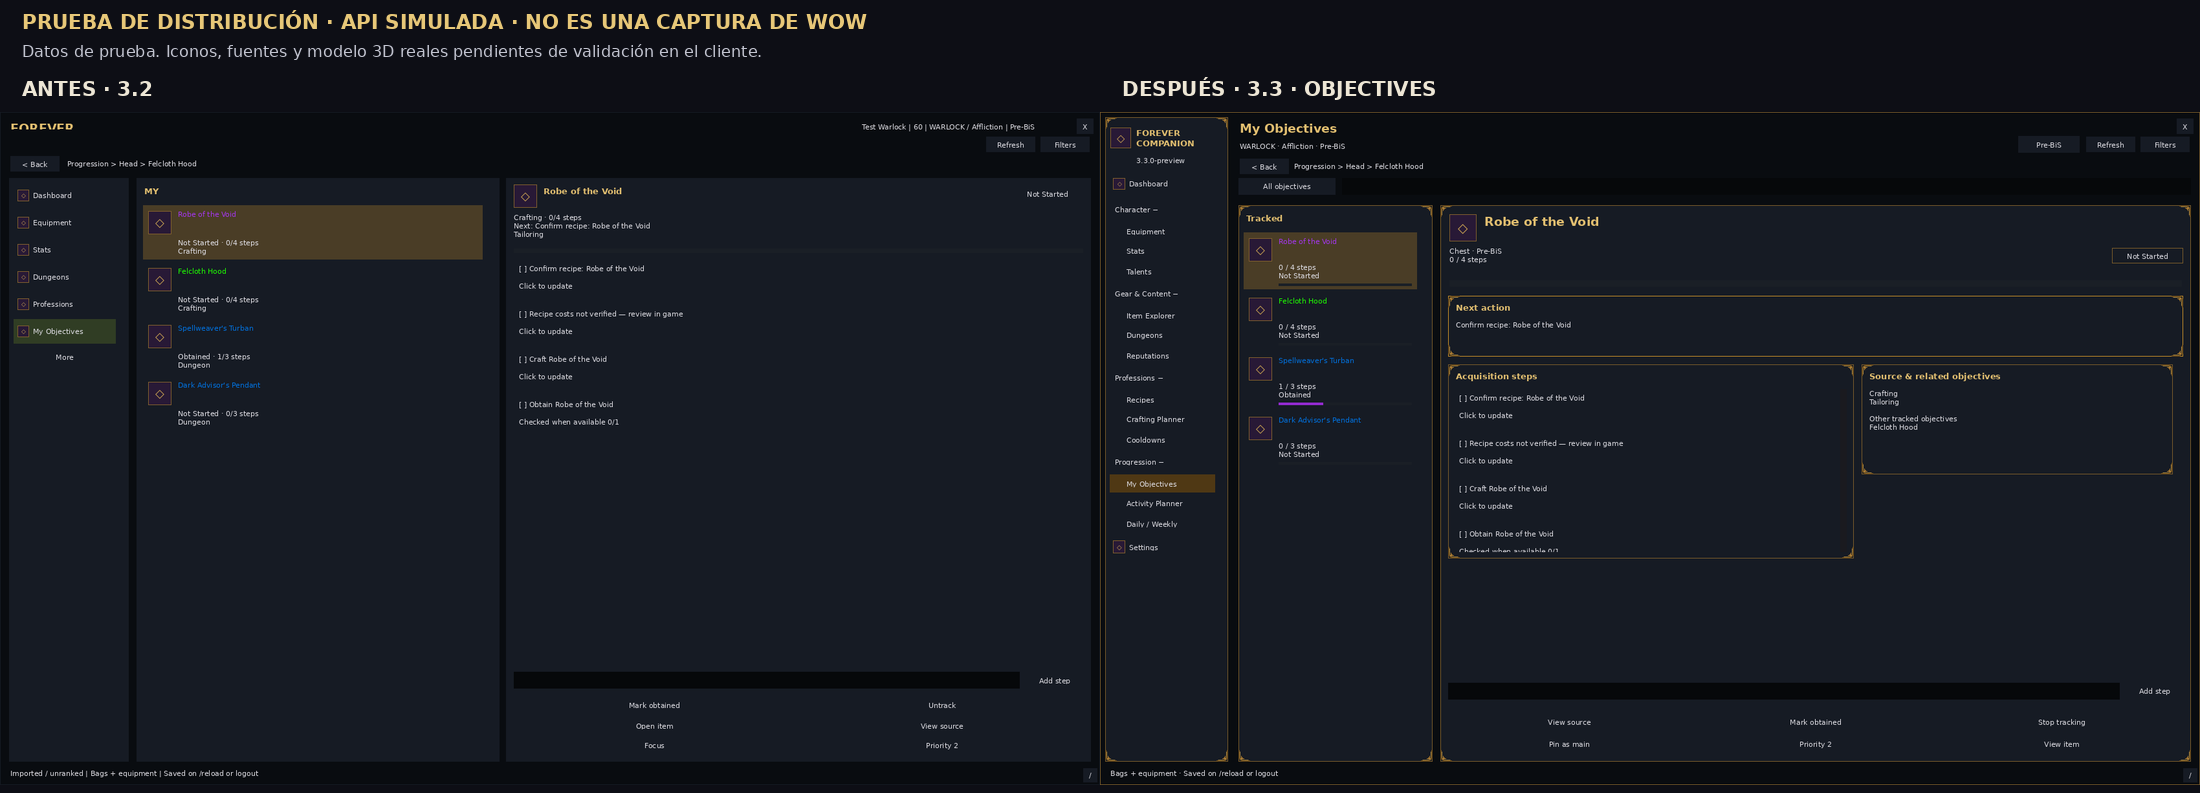 PRUEBA DE DISTRIBUCIÓN · API SIMULADA · NO ES UNA CAPTURA DE WOW
Datos de prueba. Iconos, fuentes y modelo 3D reales pendientes de validación en el cliente.
ANTES · 3.2
FOREVER
Test Warlock | 60 | WARLOCK / Affliction | Pre-BiS
X
Refresh
Filters
< Back
Progression > Head > Felcloth Hood
Dashboard
Equipment
Stats
Dungeons
Professions
My Objectives
More
MY
Robe of the Void
Not Started · 0/4 steps
Crafting
Felcloth Hood
Not Started · 0/4 steps
Crafting
Spellweaver's Turban
Obtained · 1/3 steps
Dungeon
Dark Advisor's Pendant
Not Started · 0/3 steps
Dungeon
Robe of the Void
Not Started
Crafting · 0/4 steps
Next: Confirm recipe: Robe of the Void
Tailoring
[ ] Confirm recipe: Robe of the Void
Click to update
[ ] Recipe costs not verified — review in game
Click to update
[ ] Craft Robe of the Void
Click to update
[ ] Obtain Robe of the Void
Checked when available 0/1
Add step
Mark obtained
Untrack
Open item
View source
Focus
Priority 2
Imported / unranked | Bags + equipment | Saved on /reload or logout
/
DESPUÉS · 3.3 · OBJECTIVES
FOREVER
COMPANION
3.3.0-preview
Dashboard
Character −
Equipment
Stats
Talents
Gear & Content −
Item Explorer
Dungeons
Reputations
Professions −
Recipes
Crafting Planner
Cooldowns
Progression −
My Objectives
Activity Planner
Daily / Weekly
Settings
My Objectives
X
WARLOCK · Affliction · Pre-BiS
Pre-BiS
Refresh
Filters
< Back
Progression > Head > Felcloth Hood
All objectives
Tracked
Robe of the Void
0 / 4 steps
Not Started
Felcloth Hood
0 / 4 steps
Not Started
Spellweaver's Turban
1 / 3 steps
Obtained
Dark Advisor's Pendant
0 / 3 steps
Not Started
Robe of the Void
Chest · Pre-BiS
0 / 4 steps
Not Started
Next action
Confirm recipe: Robe of the Void
Acquisition steps
[ ] Confirm recipe: Robe of the Void
Click to update
[ ] Recipe costs not verified — review in game
Click to update
[ ] Craft Robe of the Void
Click to update
[ ] Obtain Robe of the Void
Checked when available 0/1
Source & related objectives
Crafting
Tailoring
Other tracked objectives
Felcloth Hood
Add step
View source
Mark obtained
Stop tracking
Pin as main
Priority 2
View item
Bags + equipment · Saved on /reload or logout
/